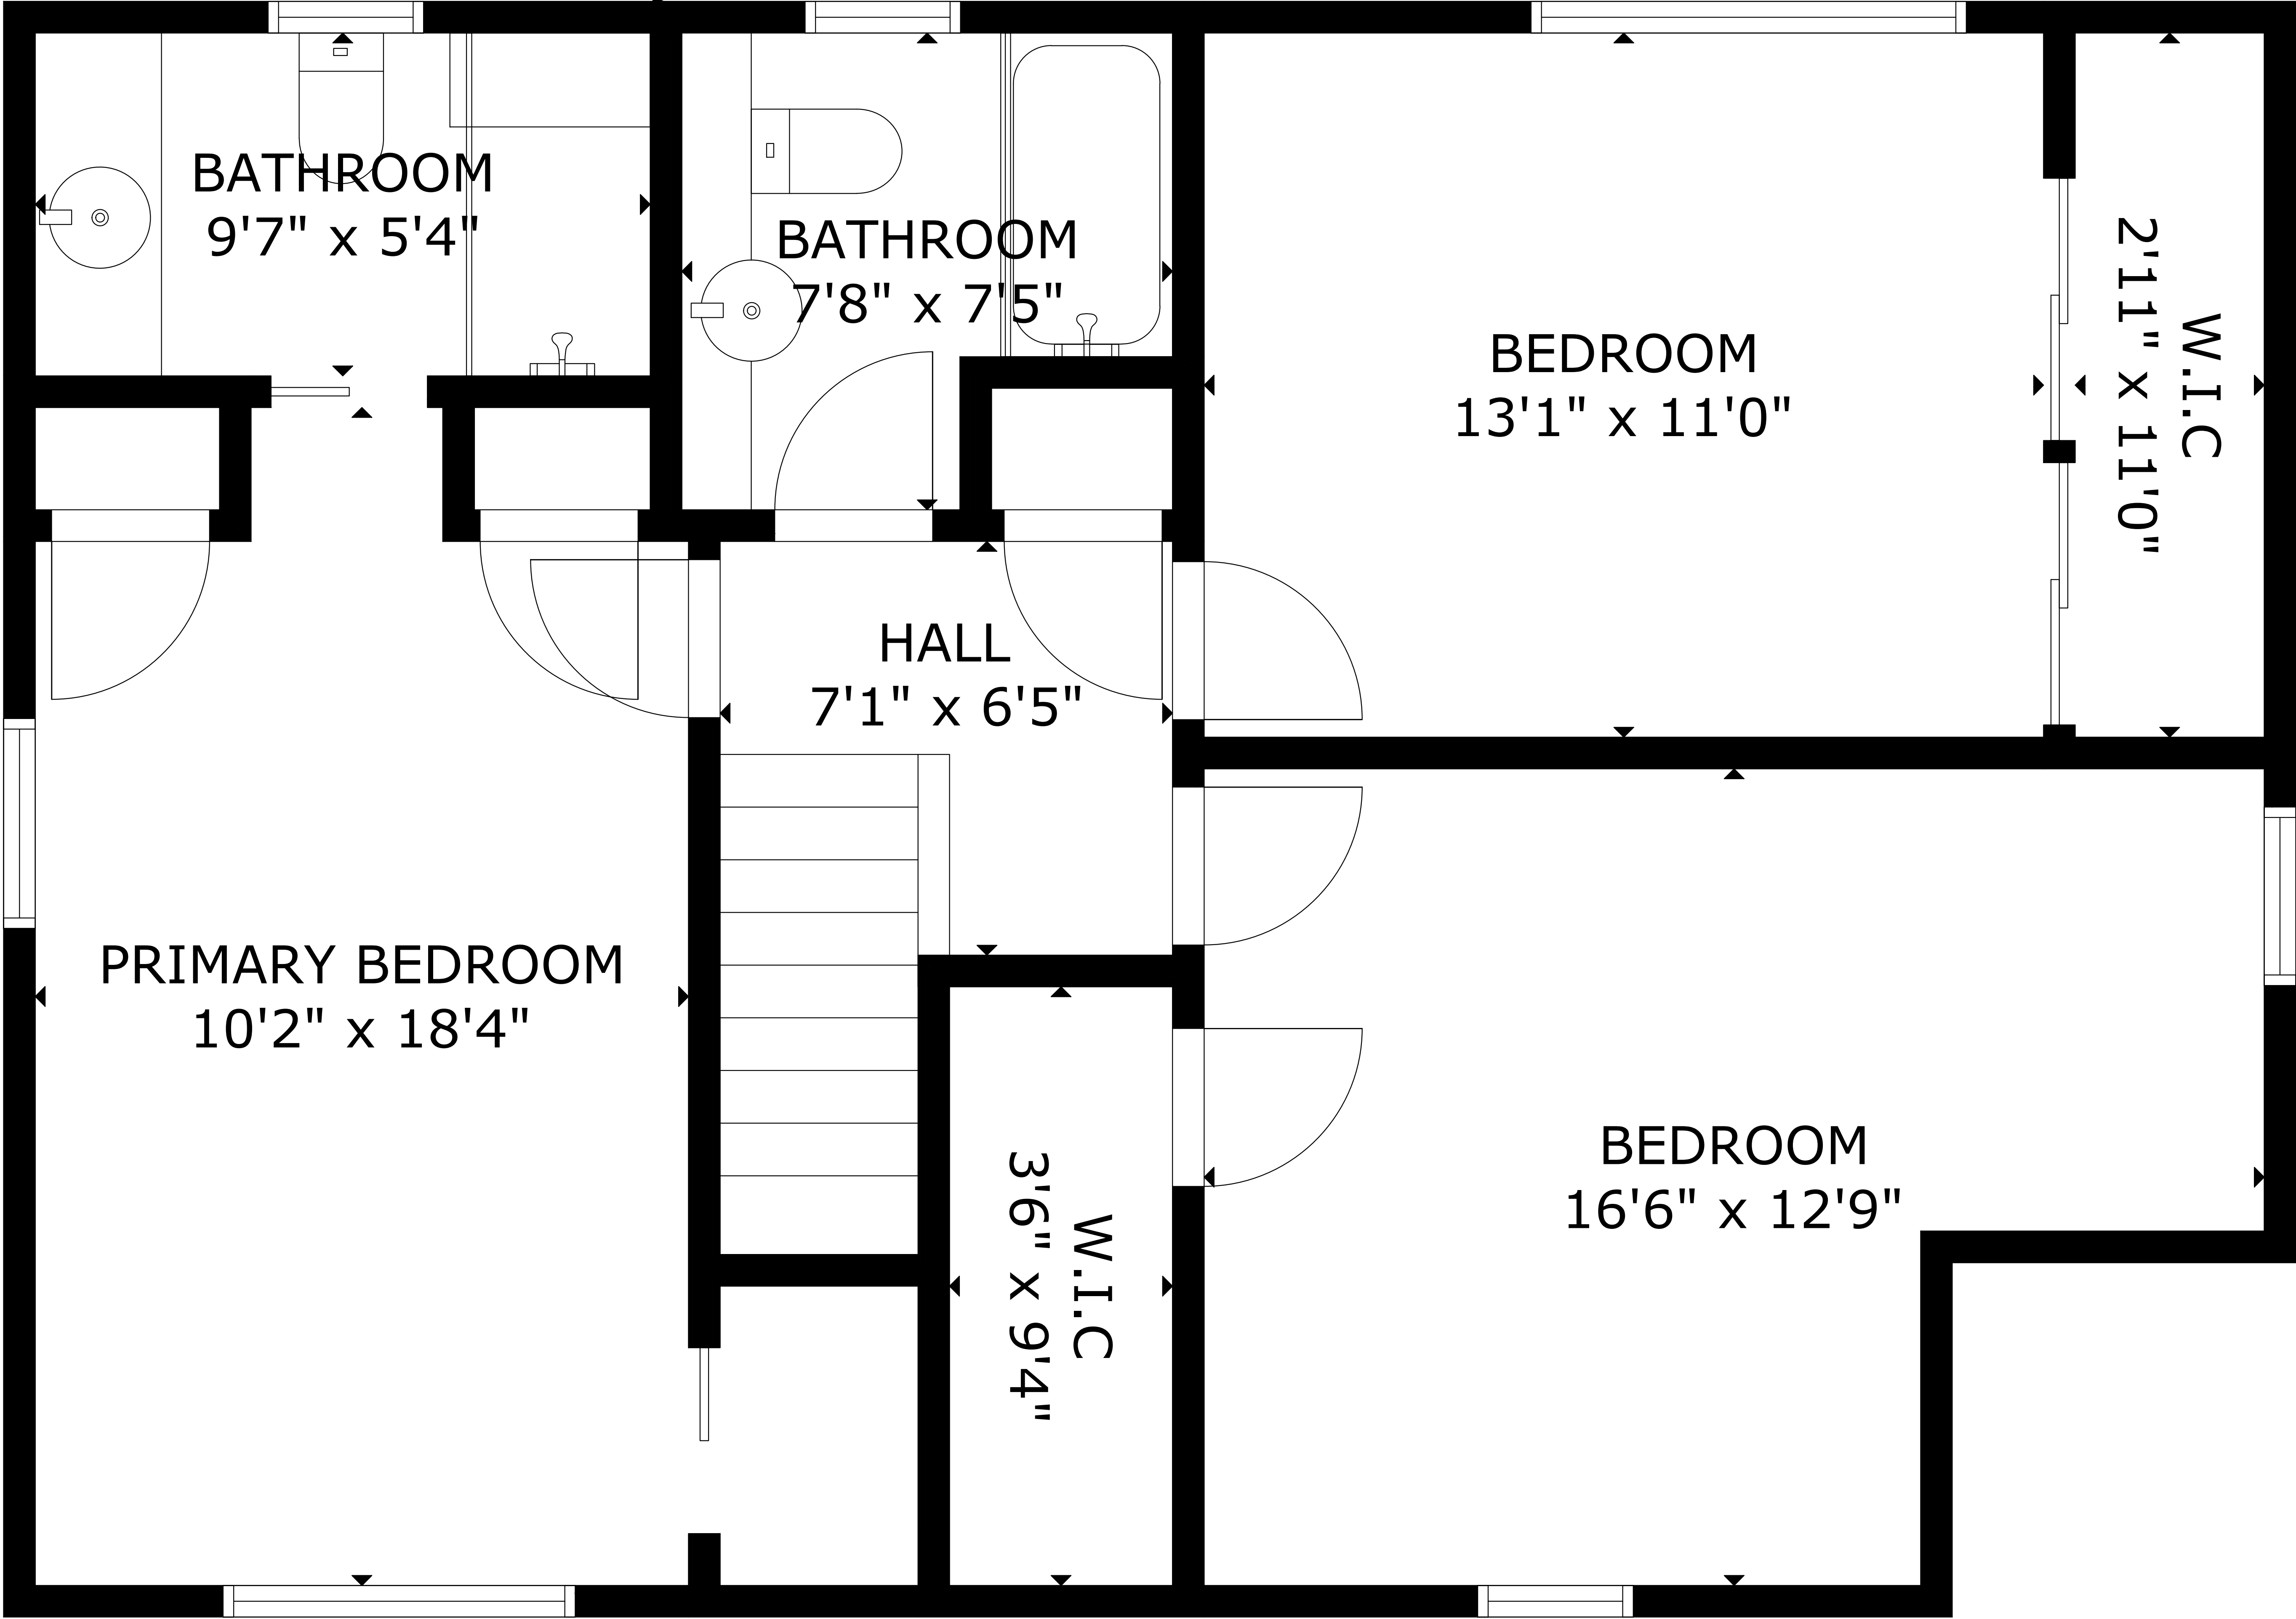 BATHROOM
9'7" x 5'4"
BATHROOM
7'8" x 7'5"
BEDROOM
13'1" x 11'0"
W.I.C
2'11" x 11'0"
HALL
7'1" x 6'5"
PRIMARY BEDROOM
10'2" x 18'4"
W.I.C
3'6" x 9'4"
BEDROOM
16'6" x 12'9"